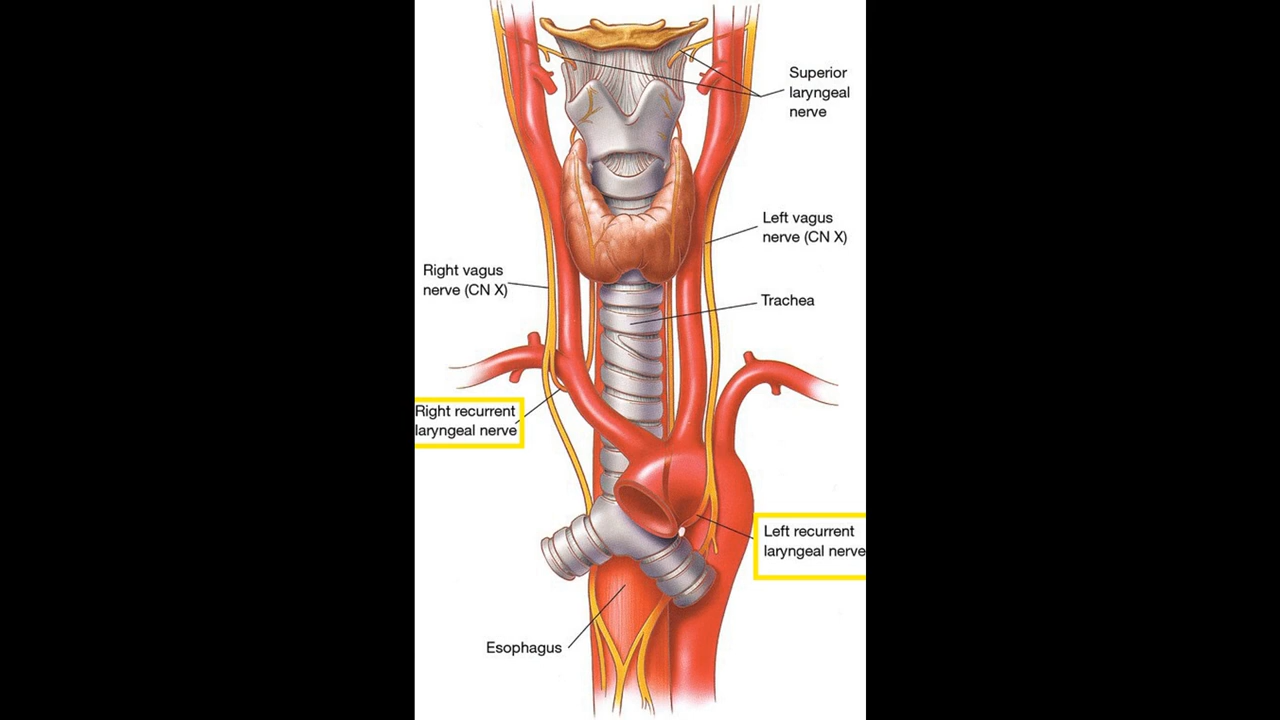 Superior
laryngeal
nerve
Left vagus
nerve (CN X)
Right vagus
nerve (CN X)
Trachea
Right recurrent
laryngeal nerve
Left recurrent
laryngeal nerve
Esophagus